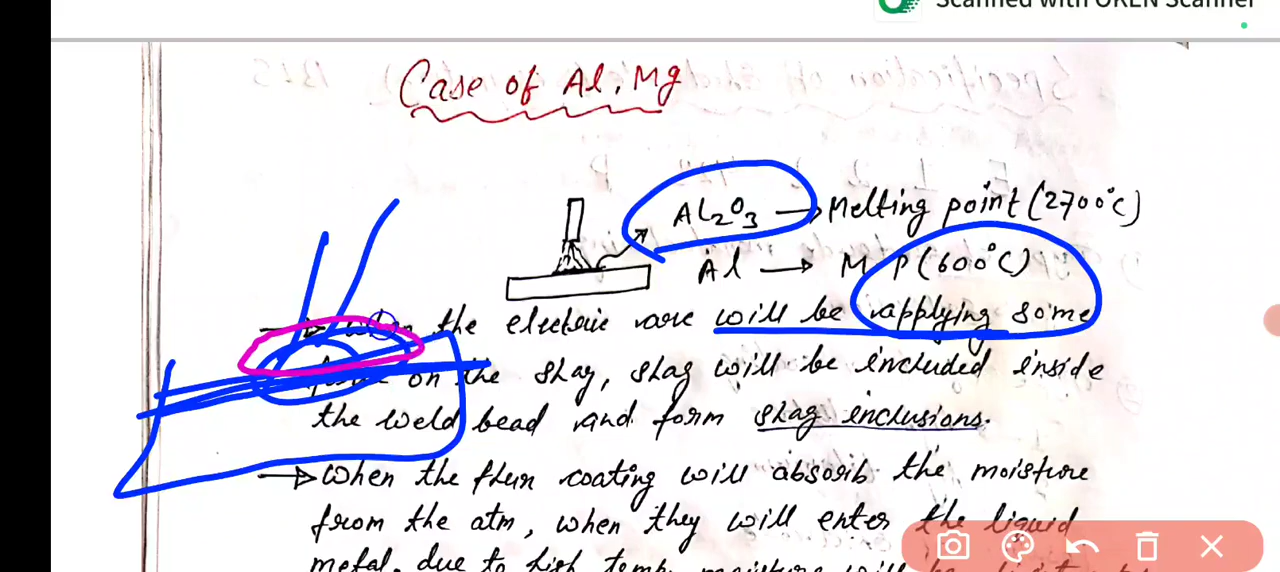 Scanned with OKEN Scanner
Case of Al, Mg
Al2O3 → Melting point (2700°C)
Al → M.P (600°C)
→ When the electric arc will be applying some
force on the slag, slag will be included inside
the weld bead and form slag inclusions.
→ When the flux coating will absorb the moisture
from the atm, when they will enter the liquid
metal, due to high temp, moisture will be